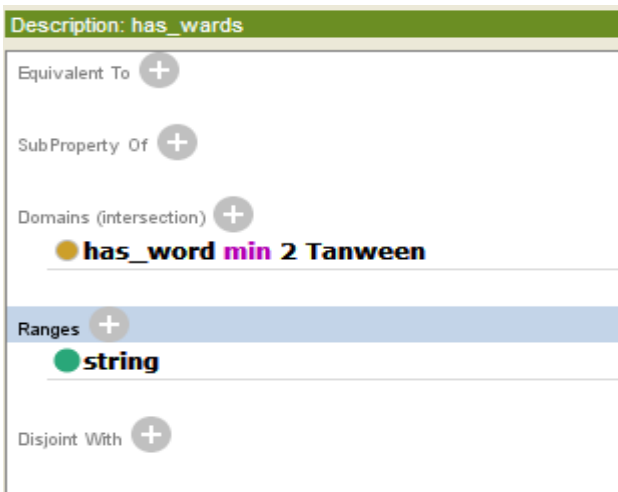 Description: has_wards
Equivalent To
SubProperty Of
Domains (intersection)
has_word min 2 Tanween
Ranges
string
Disjoint With